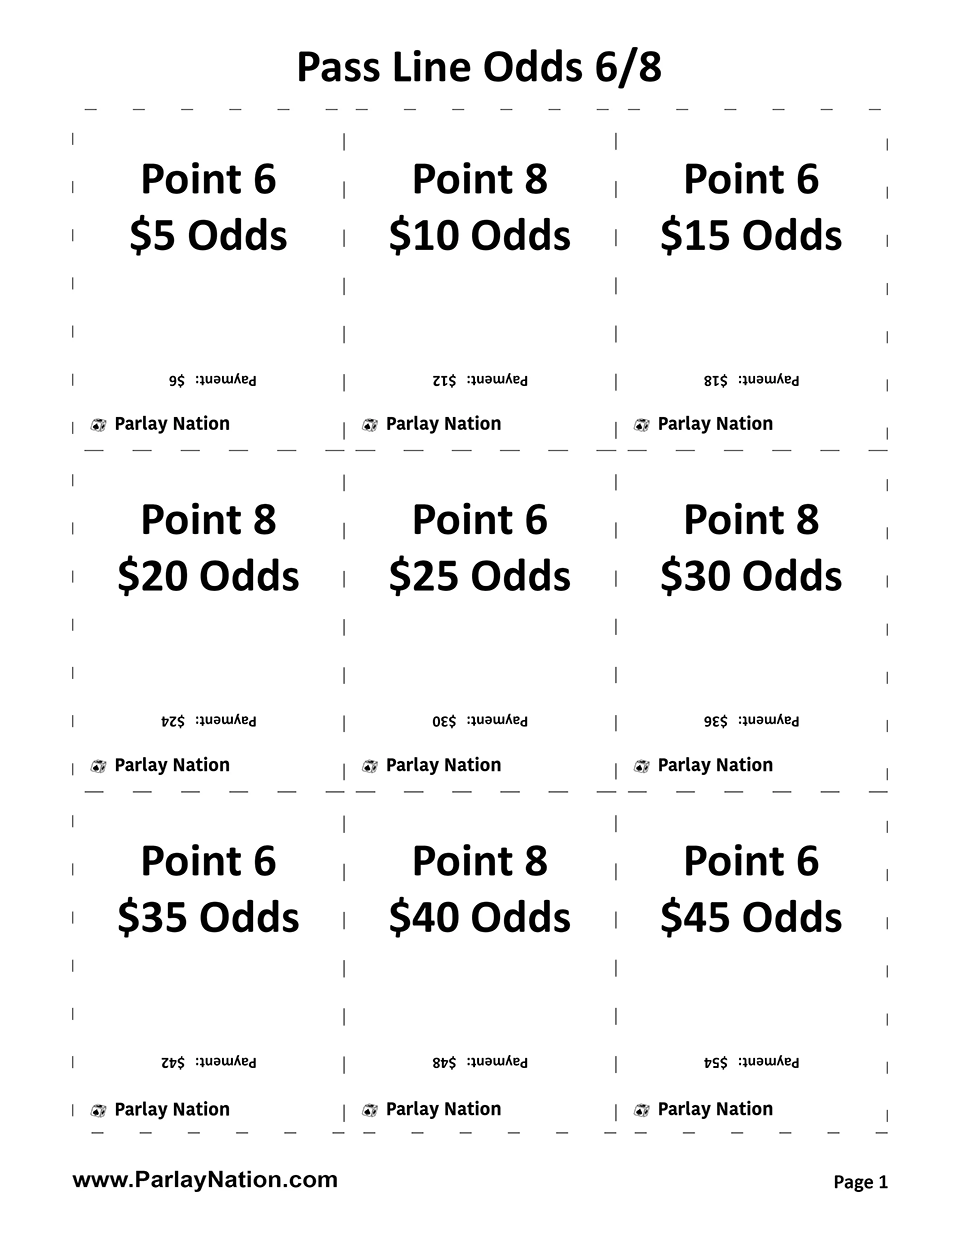 Pass Line Odds 6/8
Point 6
$5 Odds
Payment: $6
Parlay Nation
Point 8
$10 Odds
Payment: $12
Parlay Nation
Point 6
$15 Odds
Payment: $18
Parlay Nation
Point 8
$20 Odds
Payment: $24
Parlay Nation
Point 6
$25 Odds
Payment: $30
Parlay Nation
Point 8
$30 Odds
Payment: $36
Parlay Nation
Point 6
$35 Odds
Payment: $42
Parlay Nation
Point 8
$40 Odds
Payment: $48
Parlay Nation
Point 6
$45 Odds
Payment: $54
Parlay Nation
www.ParlayNation.com
Page 1